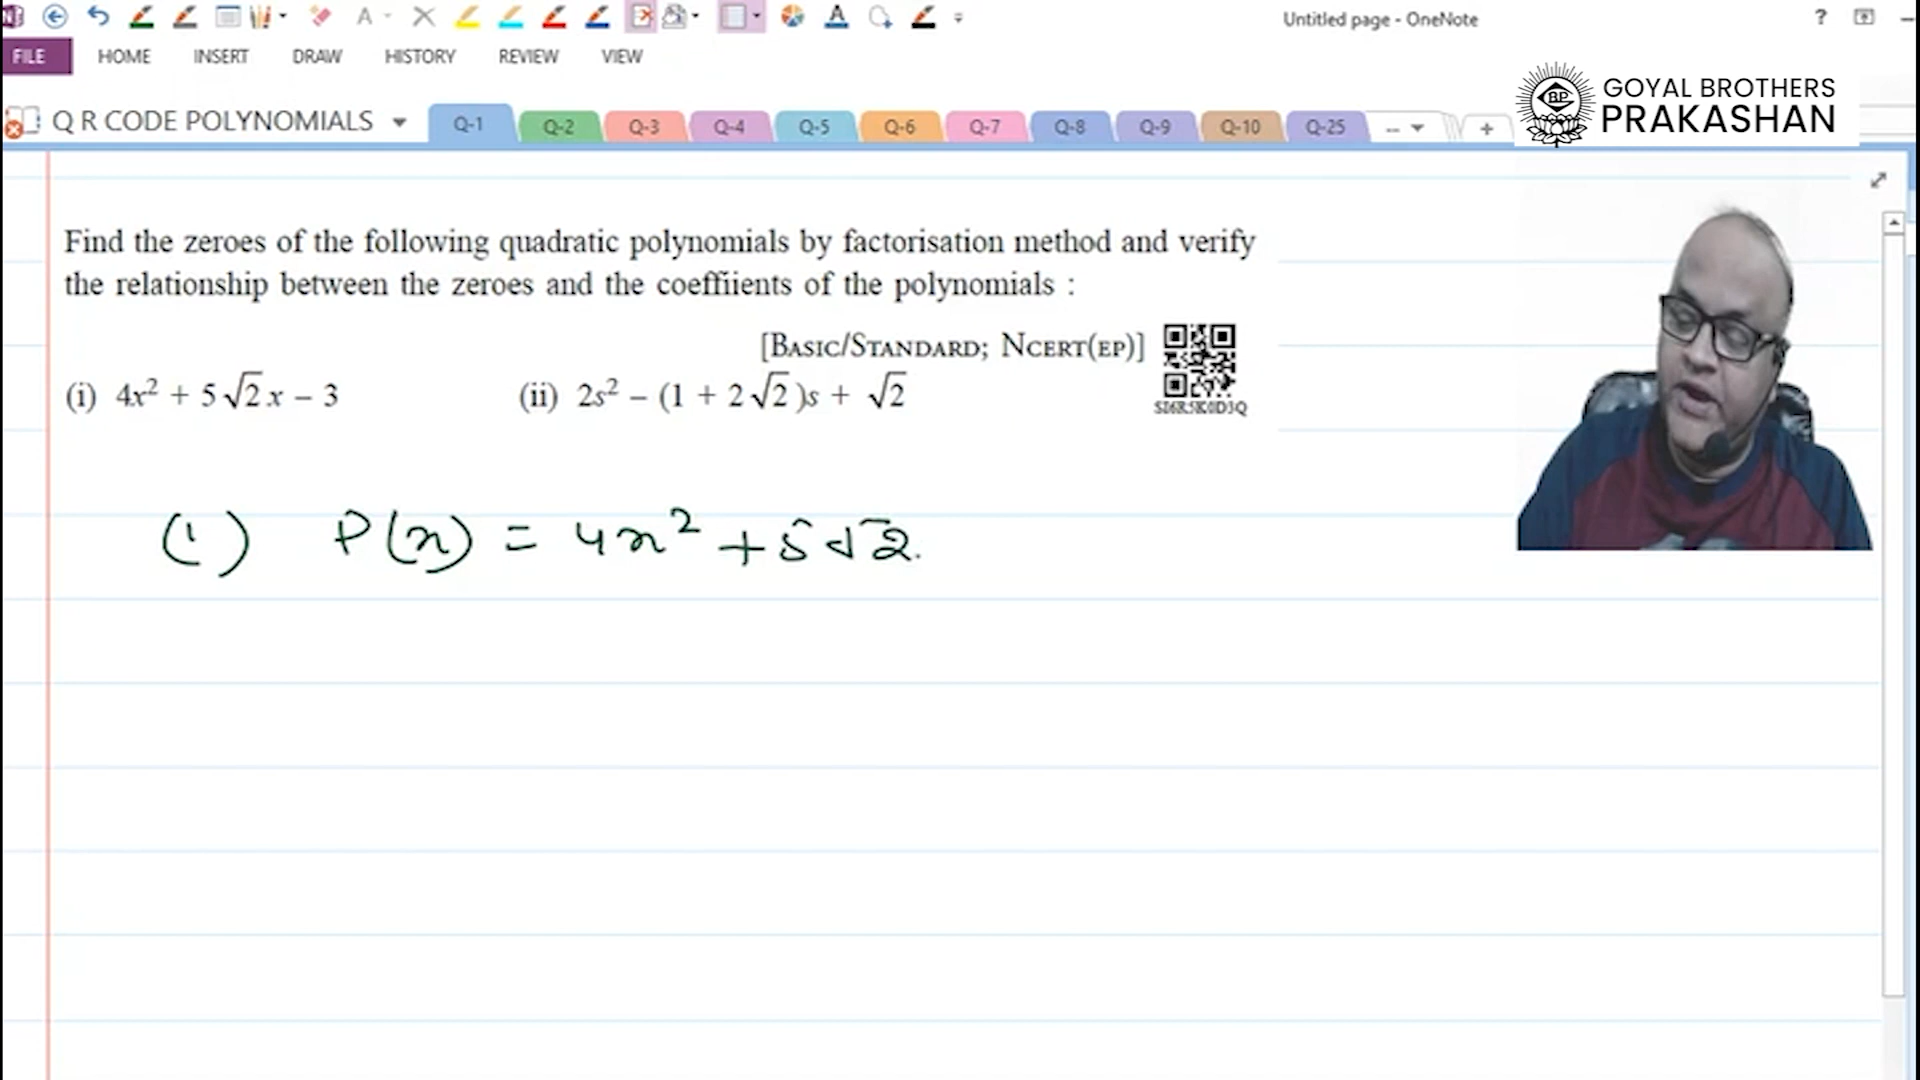 Untitled page - OneNote
?
FILE HOME INSERT DRAW HISTORY REVIEW VIEW
GOYAL BROTHERS
PRAKASHAN
Q R CODE POLYNOMIALS
Q-1 Q-2 Q-3 Q-4 Q-5 Q-6 Q-7 Q-8 Q-9 Q-10 Q-25
Find the zeroes of the following quadratic polynomials by factorisation method and verify
the relationship between the zeroes and the coeffiients of the polynomials :
[BASIC/STANDARD; NCERT(EP)]
(i) 4x² + 5√2x – 3 (ii) 2s² – (1 + 2√2)s + √2
(i) P(x) = 4x² + 5√2